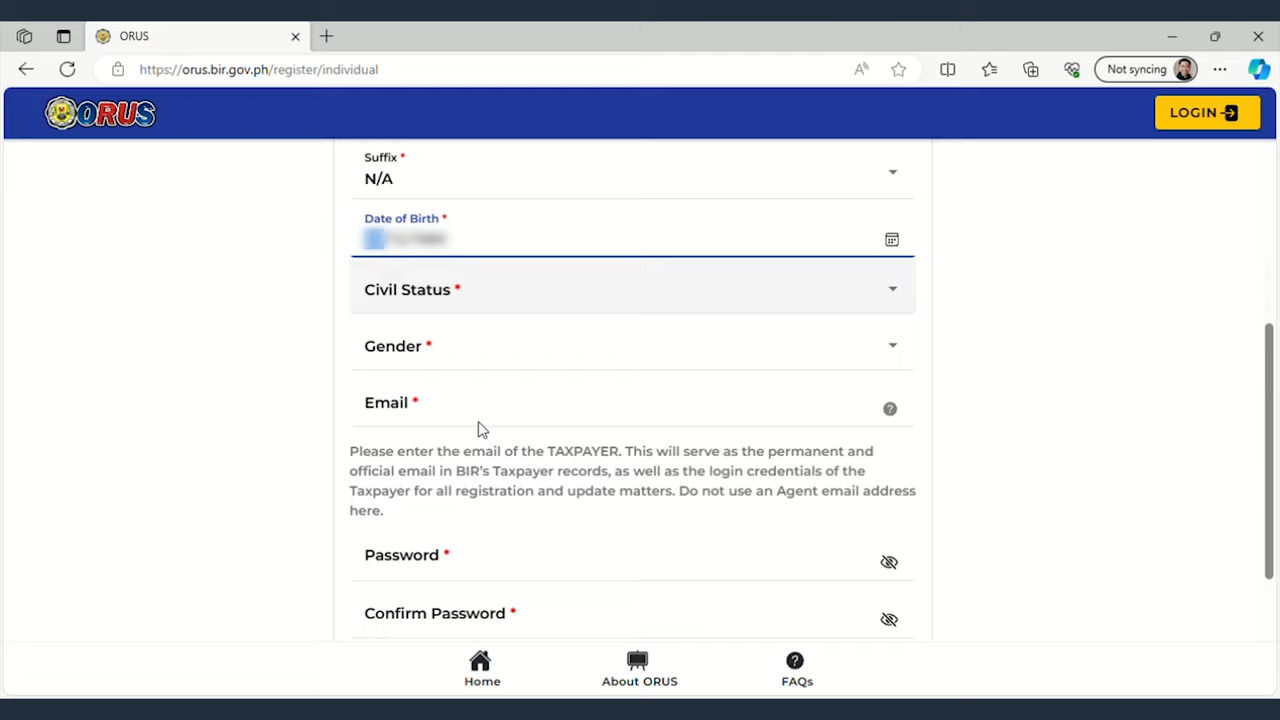 ORUS
https://orus.bir.gov.ph/register/individual
Not syncing
ORUS
LOGIN
Suffix *
N/A
Date of Birth *
Civil Status *
Gender *
Email *
Please enter the email of the TAXPAYER. This will serve as the permanent and
official email in BIR's Taxpayer records, as well as the login credentials of the
Taxpayer for all registration and update matters. Do not use an Agent email address
here.
Password *
Confirm Password *
Home
About ORUS
FAQs